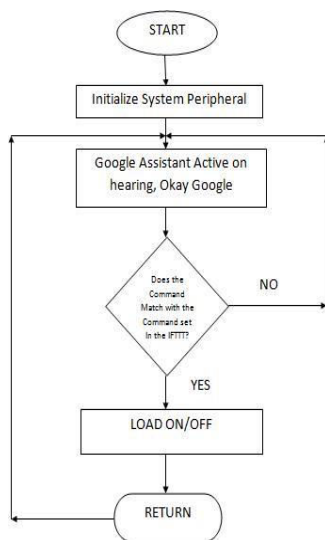 START
Initialize System Peripheral
Google Assistant Active on
hearing, Okay Google
Does the
Command
Match with the
Command set
In the IFTTT?
NO
YES
LOAD ON/OFF
RETURN